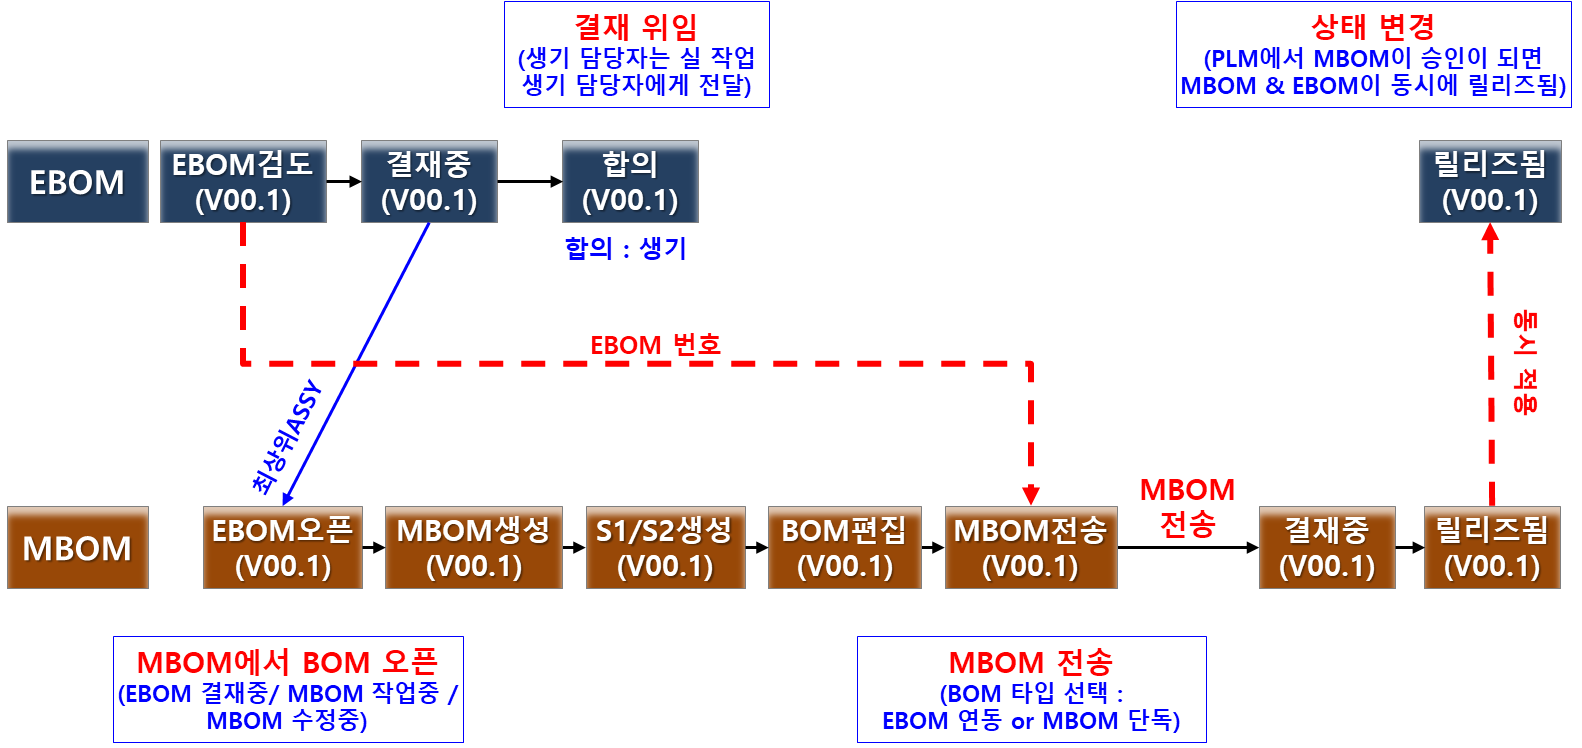 결재 위임
(생기 담당자는 실 작업
생기 담당자에게 전달)
상태 변경
(PLM에서 MBOM이 승인이 되면
MBOM & EBOM이 동시에 릴리즈됨)
EBOM
EBOM검도
(V00.1)
결재중
(V00.1)
합의
(V00.1)
릴리즈됨
(V00.1)
합의 : 생기
EBOM 번호
동시 적용
최상위ASSY
MBOM
전송
MBOM
EBOM오픈
(V00.1)
MBOM생성
(V00.1)
S1/S2생성
(V00.1)
BOM편집
(V00.1)
MBOM전송
(V00.1)
결재중
(V00.1)
릴리즈됨
(V00.1)
MBOM에서 BOM 오픈
(EBOM 결재중/ MBOM 작업중 /
MBOM 수정중)
MBOM 전송
(BOM 타입 선택 :
EBOM 연동 or MBOM 단독)